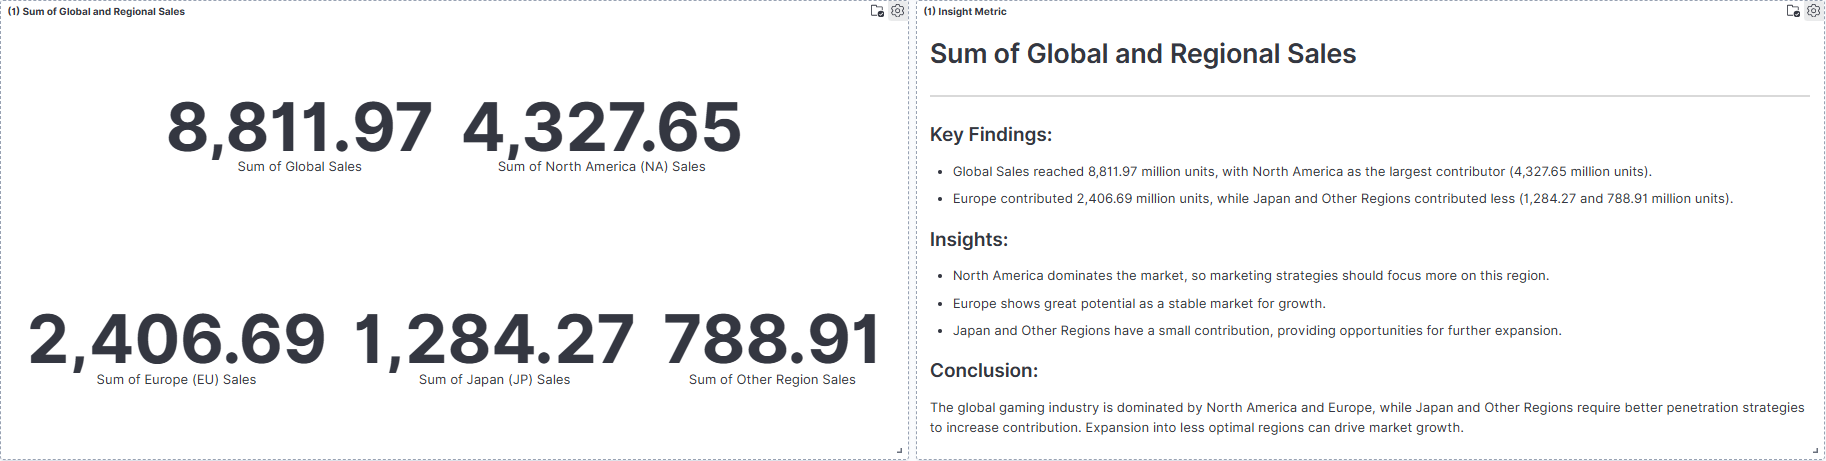 (1) Sum of Global and Regional Sales
8,811.97 4,327.65
Sum of Global Sales Sum of North America (NA) Sales
2,406.69 1,284.27 788.91
Sum of Europe (EU) Sales Sum of Japan (JP) Sales Sum of Other Region Sales
(1) Insight Metric
Sum of Global and Regional Sales
Key Findings:
• Global Sales reached 8,811.97 million units, with North America as the largest contributor (4,327.65 million units).
• Europe contributed 2,406.69 million units, while Japan and Other Regions contributed less (1,284.27 and 788.91 million units).
Insights:
• North America dominates the market, so marketing strategies should focus more on this region.
• Europe shows great potential as a stable market for growth.
• Japan and Other Regions have a small contribution, providing opportunities for further expansion.
Conclusion:
The global gaming industry is dominated by North America and Europe, while Japan and Other Regions require better penetration strategies
to increase contribution. Expansion into less optimal regions can drive market growth.